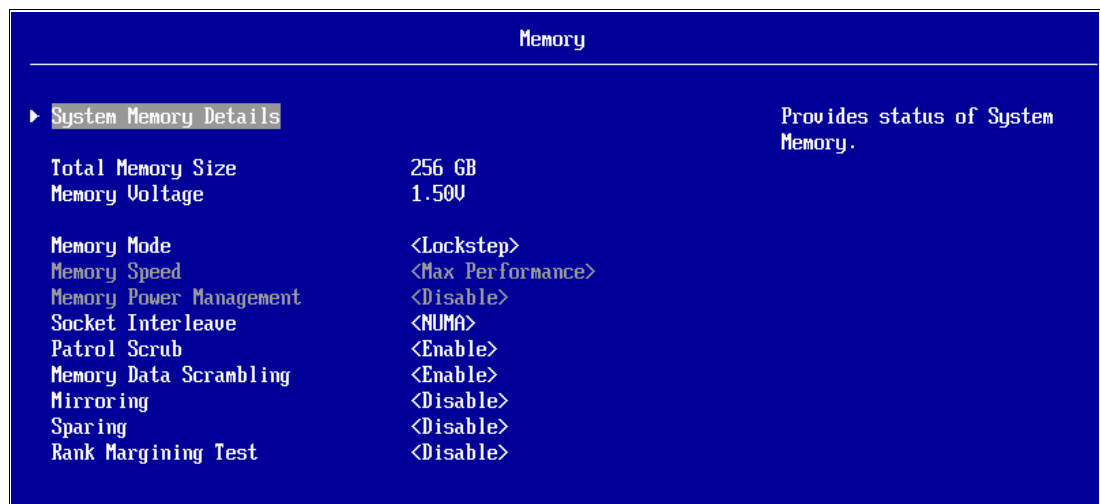 Memory
System Memory Details
Provides status of System
Memory.
Total Memory Size 256 GB
Memory Voltage 1.50V
Memory Mode <Lockstep>
Memory Speed <Max Performance>
Memory Power Management <Disable>
Socket Interleave <NUMA>
Patrol Scrub <Enable>
Memory Data Scrambling <Enable>
Mirroring <Disable>
Sparing <Disable>
Rank Margining Test <Disable>